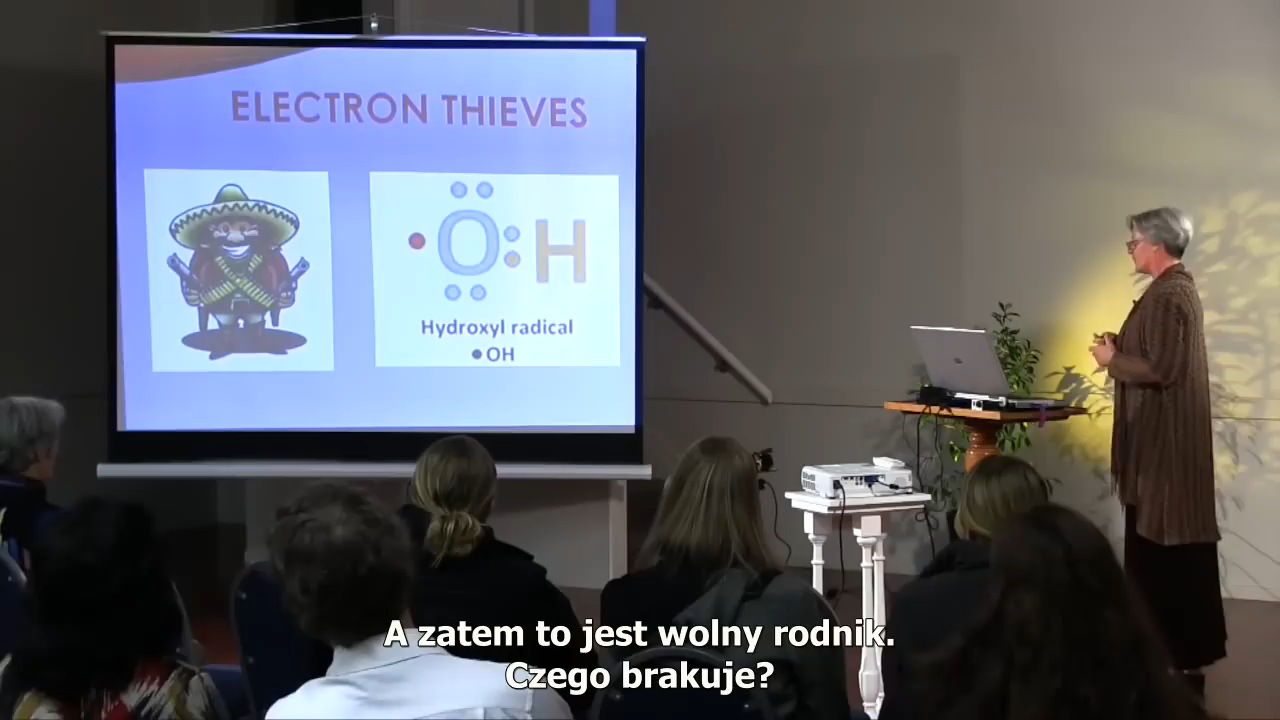 ELECTRON THIEVES
O:H
Hydroxyl radical
•OH
A zatem to jest wolny rodnik.
Czego brakuje?